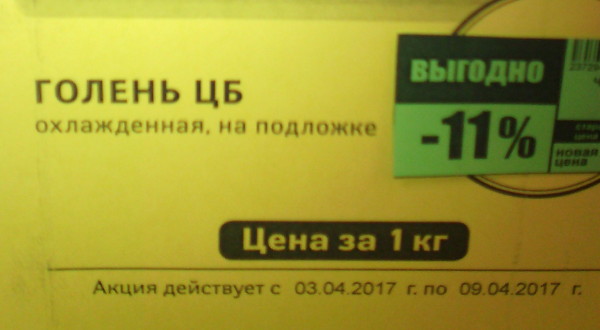 ГОЛЕНЬ ЦБ
охлажденная, на подложке
ВЫГОДНО
-11%
новая
цена
Цена за 1 кг
Акция действует с 03.04.2017 г. по 09.04.2017 г.